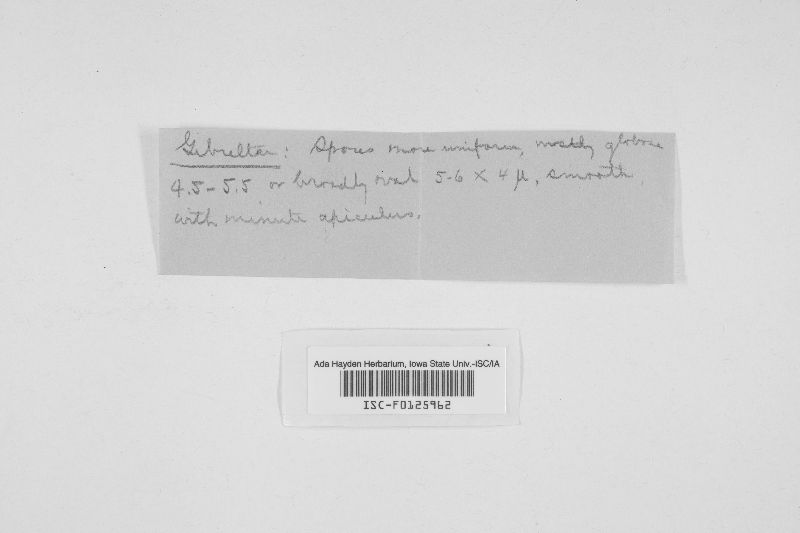 Gibreltar: Spores more uniform, mostly globose
4.5-5.5 or broadly oval 5-6 X 4 μ, smooth,
with minute apiculus.
Ada Hayden Herbarium, Iowa State Univ.-ISC/IA
ISC-F0125962